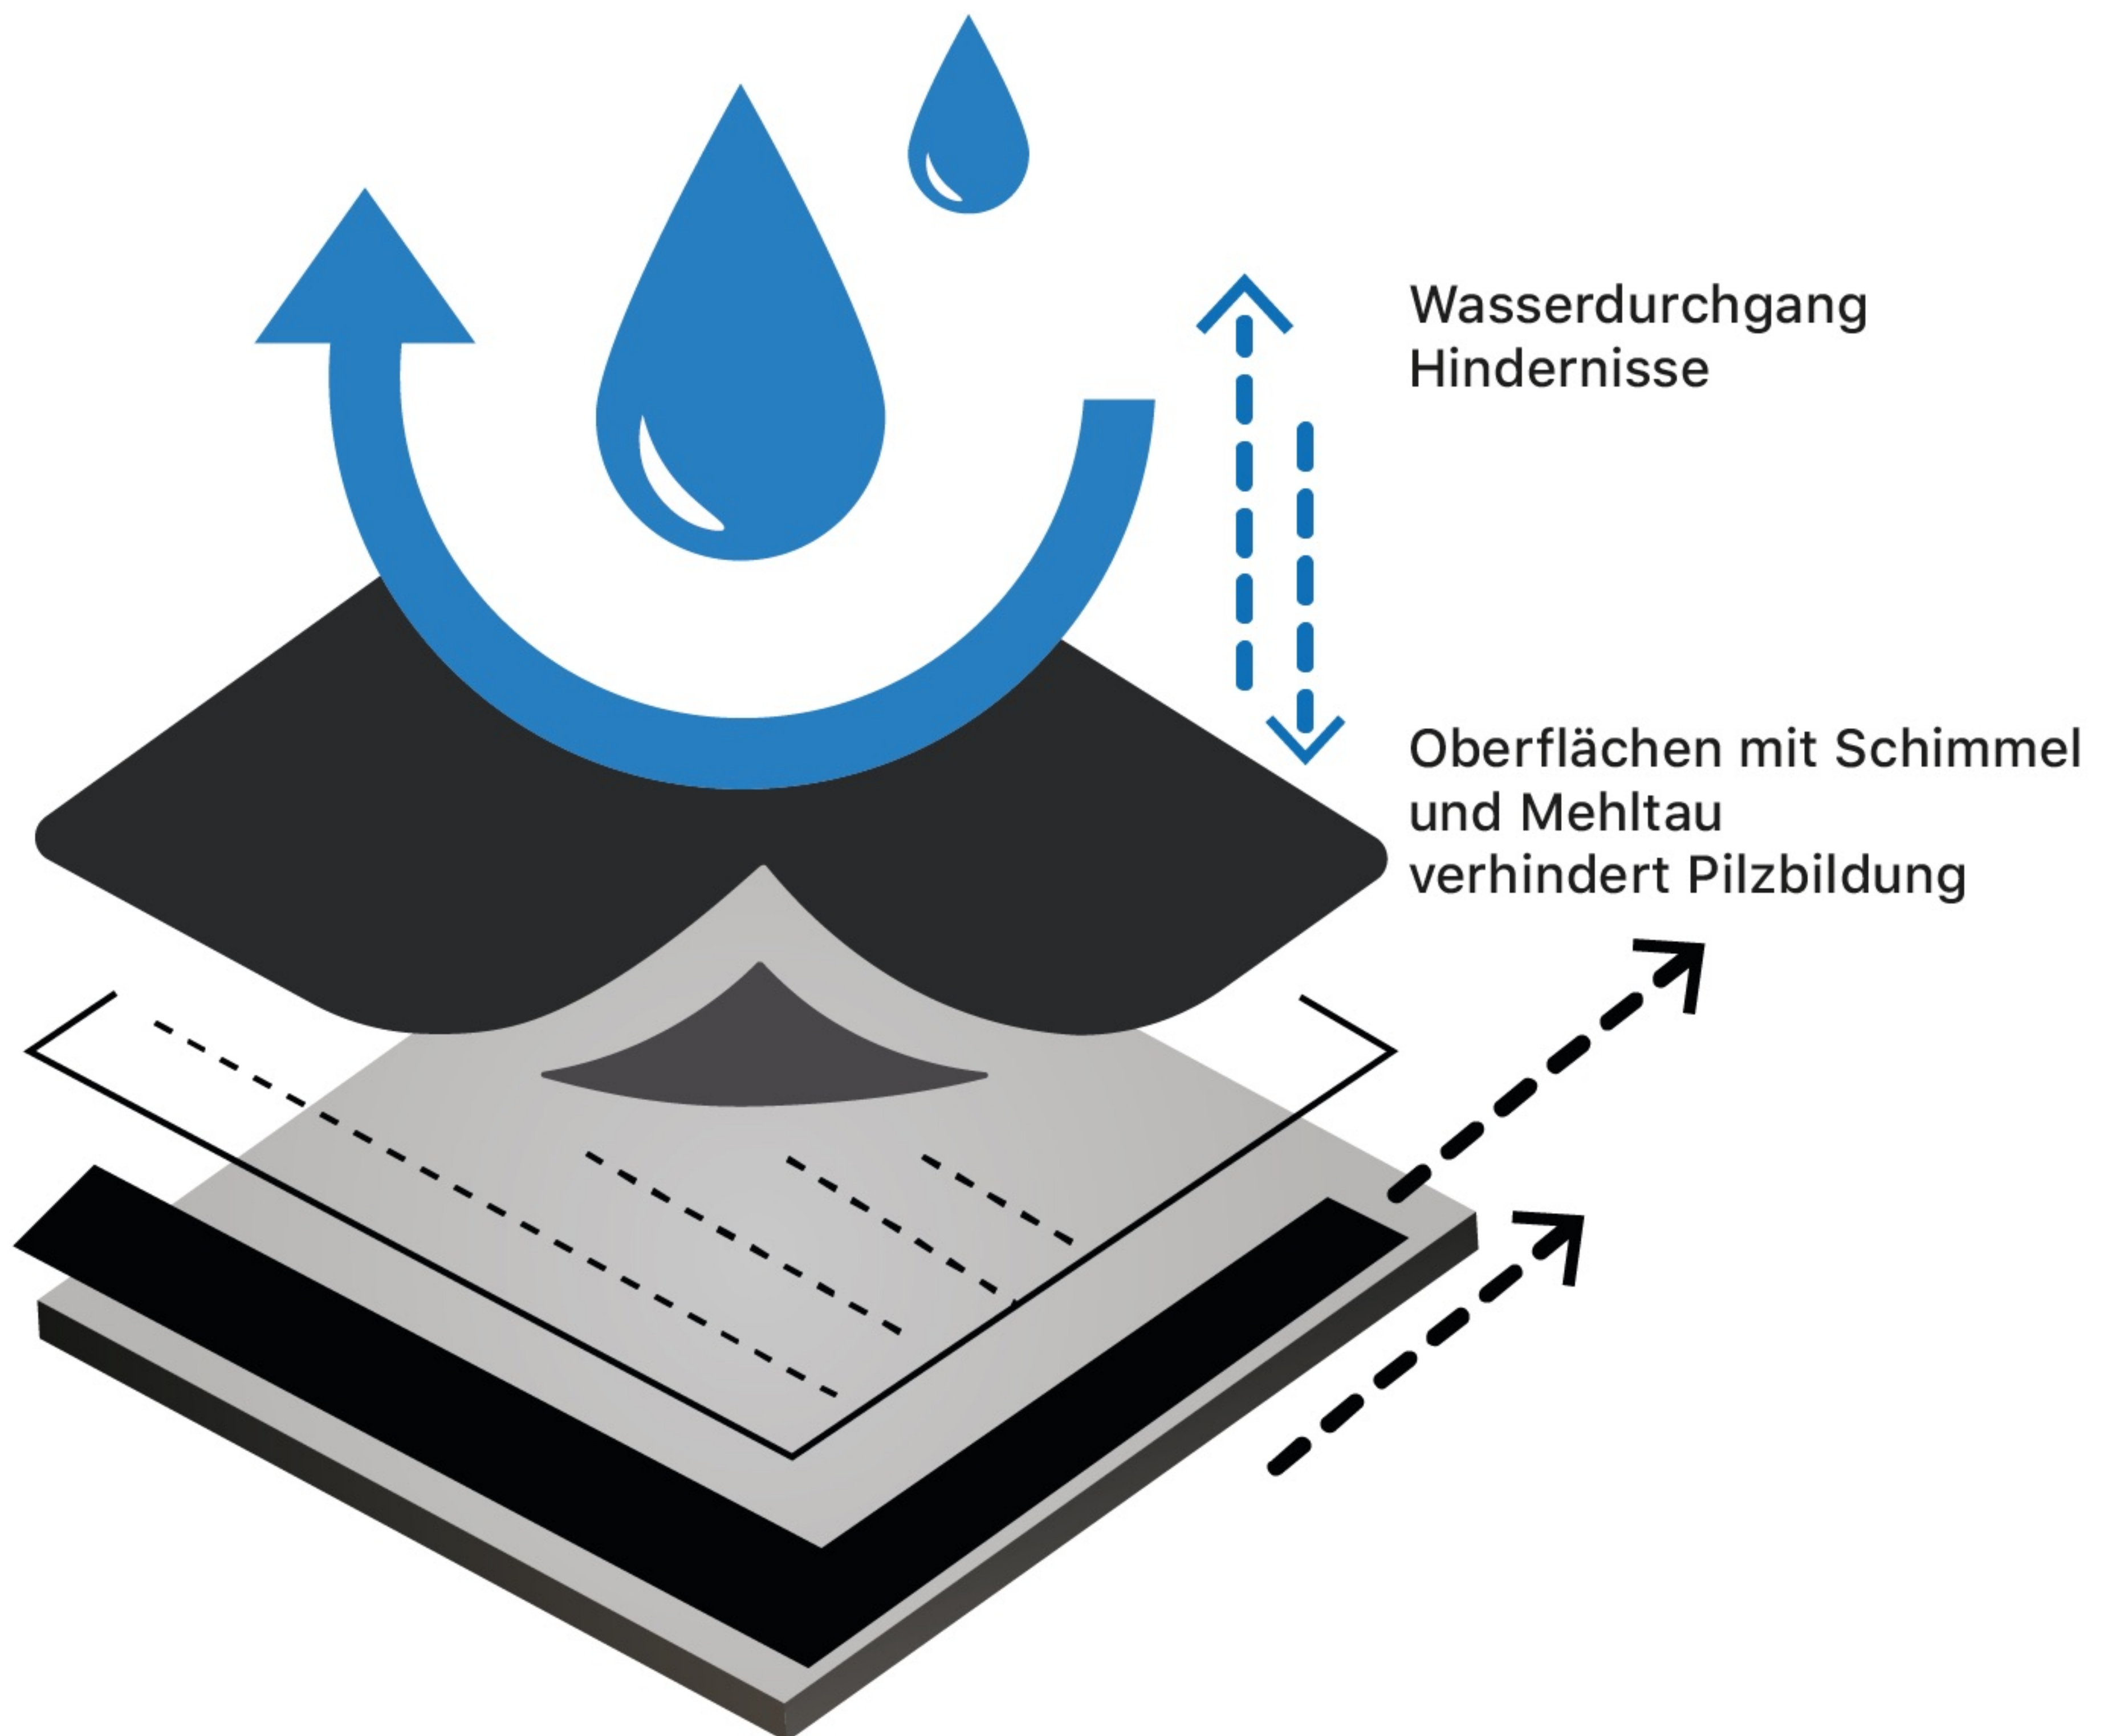 Wasserdurchgang
Hindernisse
Oberflächen mit Schimmel
und Mehltau
verhindert Pilzbildung